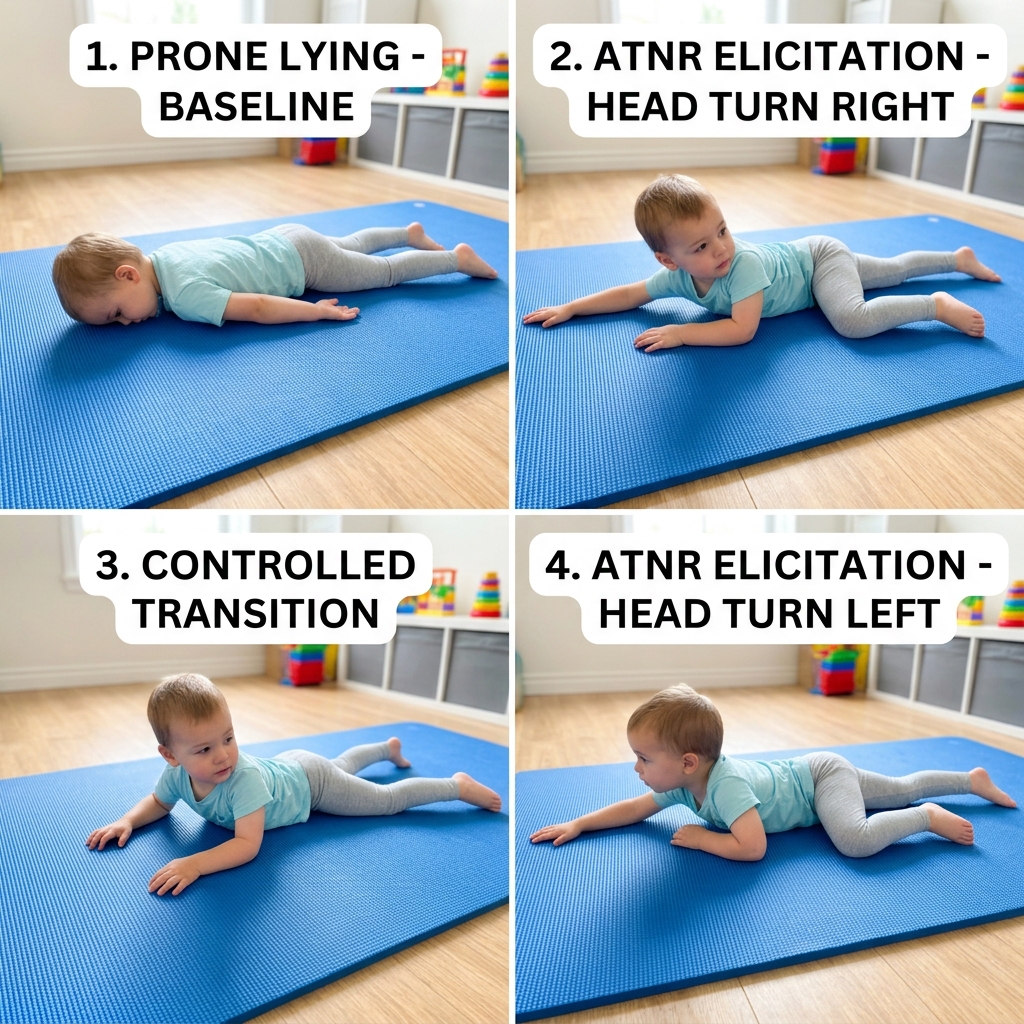 1. PRONE LYING -
BASELINE
2. ATNR ELICITATION -
HEAD TURN RIGHT
3. CONTROLLED
TRANSITION
4. ATNR ELICITATION -
HEAD TURN LEFT